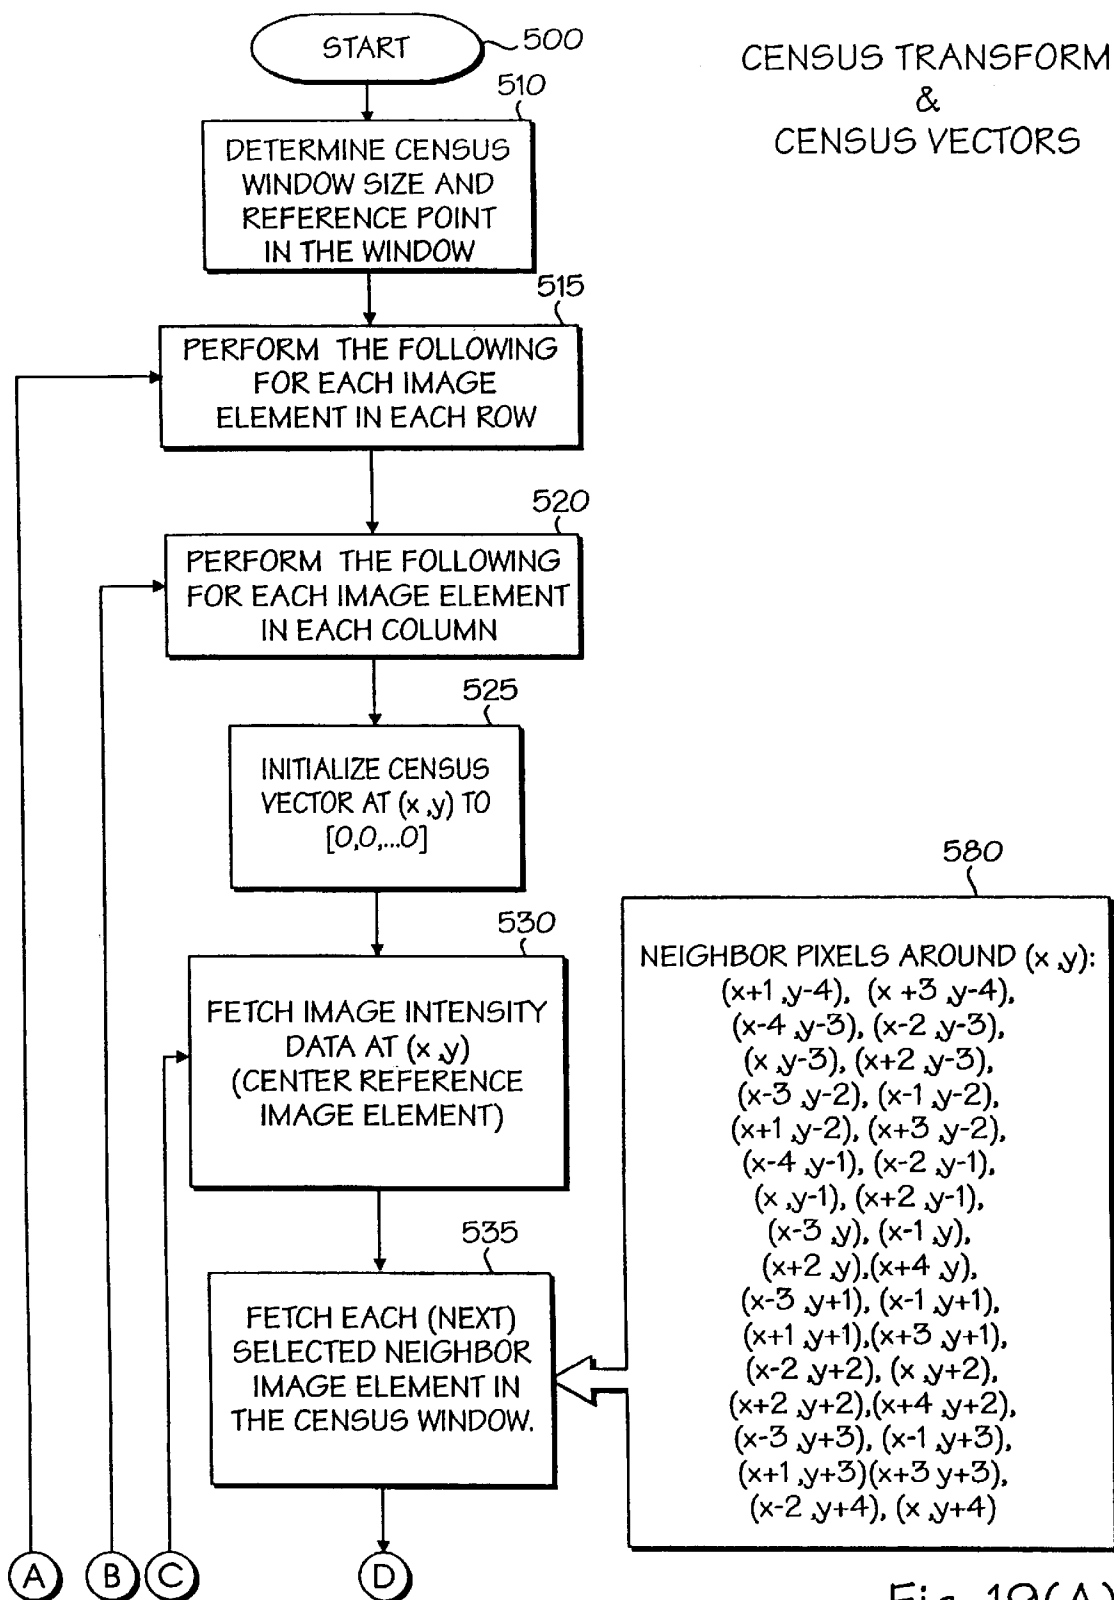 START
500
CENSUS TRANSFORM
&
CENSUS VECTORS
510
DETERMINE CENSUS
WINDOW SIZE AND
REFERENCE POINT
IN THE WINDOW
515
PERFORM THE FOLLOWING
FOR EACH IMAGE
ELEMENT IN EACH ROW
520
PERFORM THE FOLLOWING
FOR EACH IMAGE ELEMENT
IN EACH COLUMN
525
INITIALIZE CENSUS
VECTOR AT (x,y) TO
[0,0,...0]
530
FETCH IMAGE INTENSITY
DATA AT (x,y)
(CENTER REFERENCE
IMAGE ELEMENT)
535
FETCH EACH (NEXT)
SELECTED NEIGHBOR
IMAGE ELEMENT IN
THE CENSUS WINDOW.
580
NEIGHBOR PIXELS AROUND (x,y):
(x+1,y-4), (x+3,y-4),
(x-4,y-3), (x-2,y-3),
(x,y-3), (x+2,y-3),
(x-3,y-2), (x-1,y-2),
(x+1,y-2), (x+3,y-2),
(x-4,y-1), (x-2,y-1),
(x,y-1), (x+2,y-1),
(x-3,y), (x-1,y),
(x+2,y),(x+4,y),
(x-3,y+1), (x-1,y+1),
(x+1,y+1),(x+3,y+1),
(x-2,y+2), (x,y+2),
(x+2,y+2),(x+4,y+2),
(x-3,y+3), (x-1,y+3),
(x+1,y+3)(x+3 y+3),
(x-2,y+4), (x,y+4)
A B C D
Fig. 19(A)